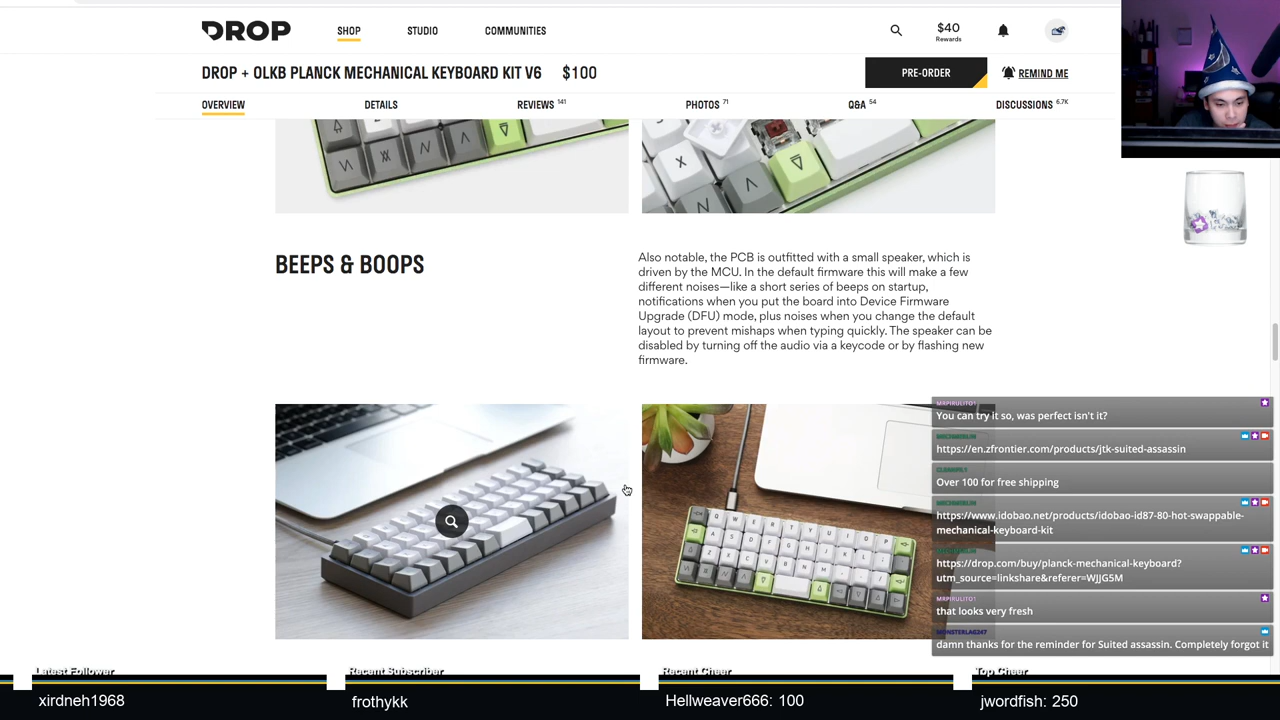 DROP
SHOP
STUDIO
COMMUNITIES
$40
Rewards
DROP + OLKB PLANCK MECHANICAL KEYBOARD KIT V6 $100
PRE-ORDER
REMIND ME
OVERVIEW
DETAILS
REVIEWS 141
PHOTOS 71
Q&A 54
DISCUSSIONS 6.7K
BEEPS & BOOPS
Also notable, the PCB is outfitted with a small speaker, which is
driven by the MCU. In the default firmware this will make a few
different noises—like a short series of beeps on startup,
notifications when you put the board into Device Firmware
Upgrade (DFU) mode, plus noises when you change the default
layout to prevent mishaps when typing quickly. The speaker can be
disabled by turning off the audio via a keycode or by flashing new
firmware.
MRPIRULITO1
You can try it so, was perfect isn't it?
https://en.zfrontier.com/products/jtk-suited-assassin
Over 100 for free shipping
https://www.idobao.net/products/idobao-id87-80-hot-swappable-
mechanical-keyboard-kit
https://drop.com/buy/planck-mechanical-keyboard?
utm_source=linkshare&referer=WJJG5M
MRPIRULITO1
that looks very fresh
MONSTERLAG247
damn thanks for the reminder for Suited assassin. Completely forgot it
Latest Follower
Recent Subscriber
Recent Cheer
Top Cheer
xirdneh1968
frothykk
Hellweaver666: 100
jwordfish: 250